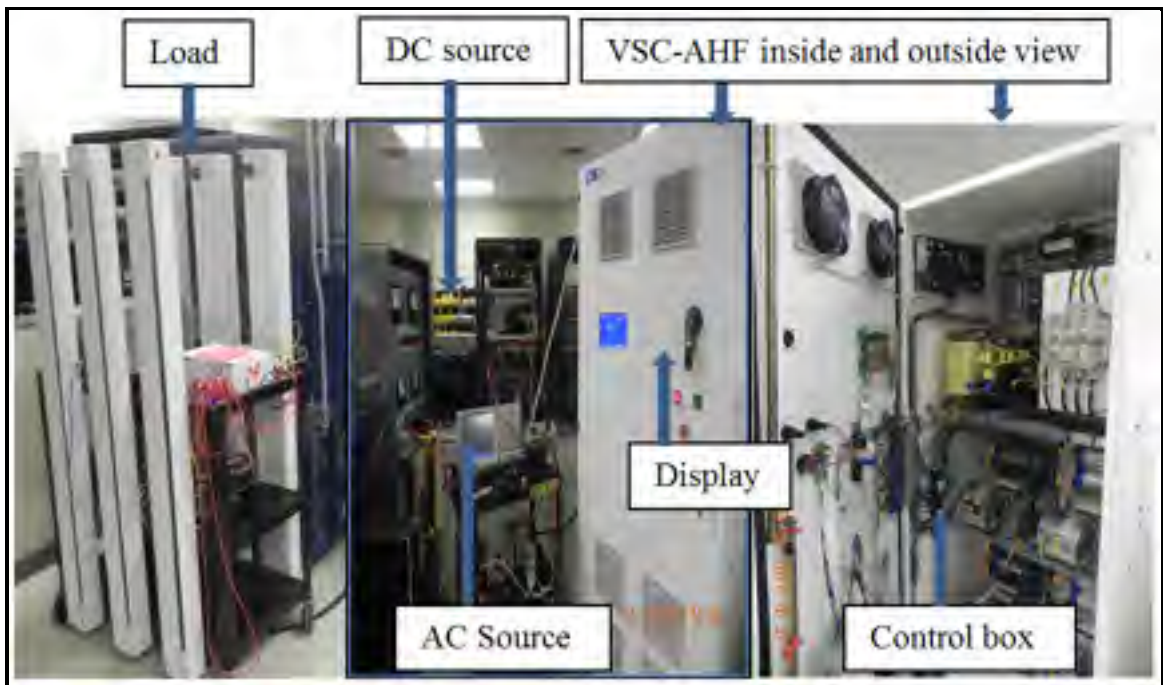 Load
DC source
VSC-AHF inside and outside view
Display
AC Source
Control box